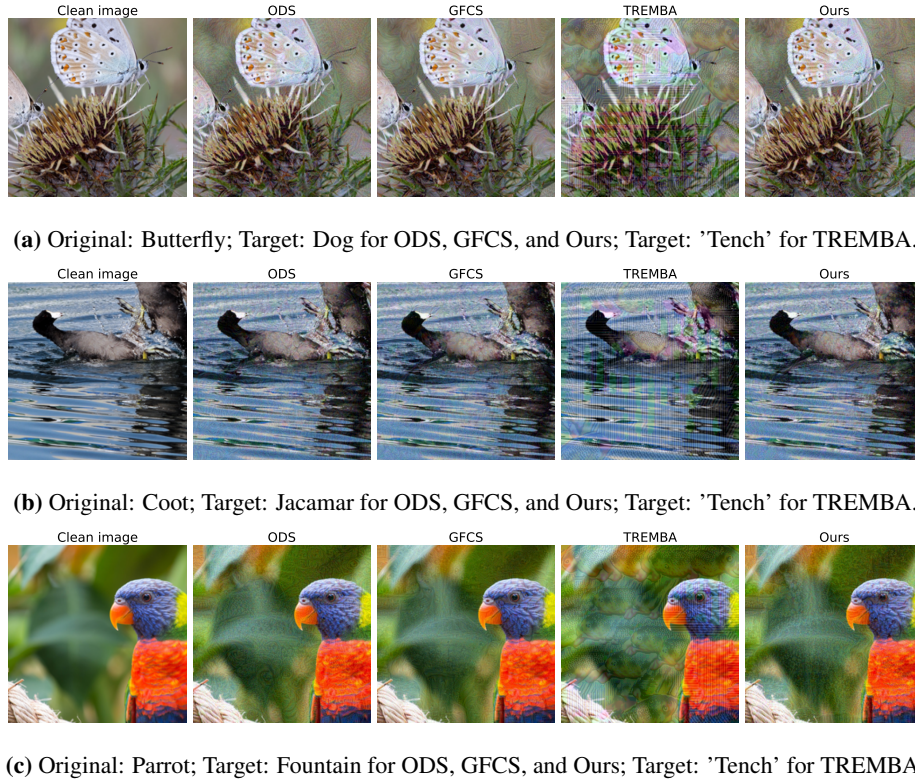 Clean image ODS GFCS TREMBA Ours
(a) Original: Butterfly; Target: Dog for ODS, GFCS, and Ours; Target: 'Tench' for TREMBA.
Clean image ODS GFCS TREMBA Ours
(b) Original: Coot; Target: Jacamar for ODS, GFCS, and Ours; Target: 'Tench' for TREMBA.
Clean image ODS GFCS TREMBA Ours
(c) Original: Parrot; Target: Fountain for ODS, GFCS, and Ours; Target: 'Tench' for TREMBA